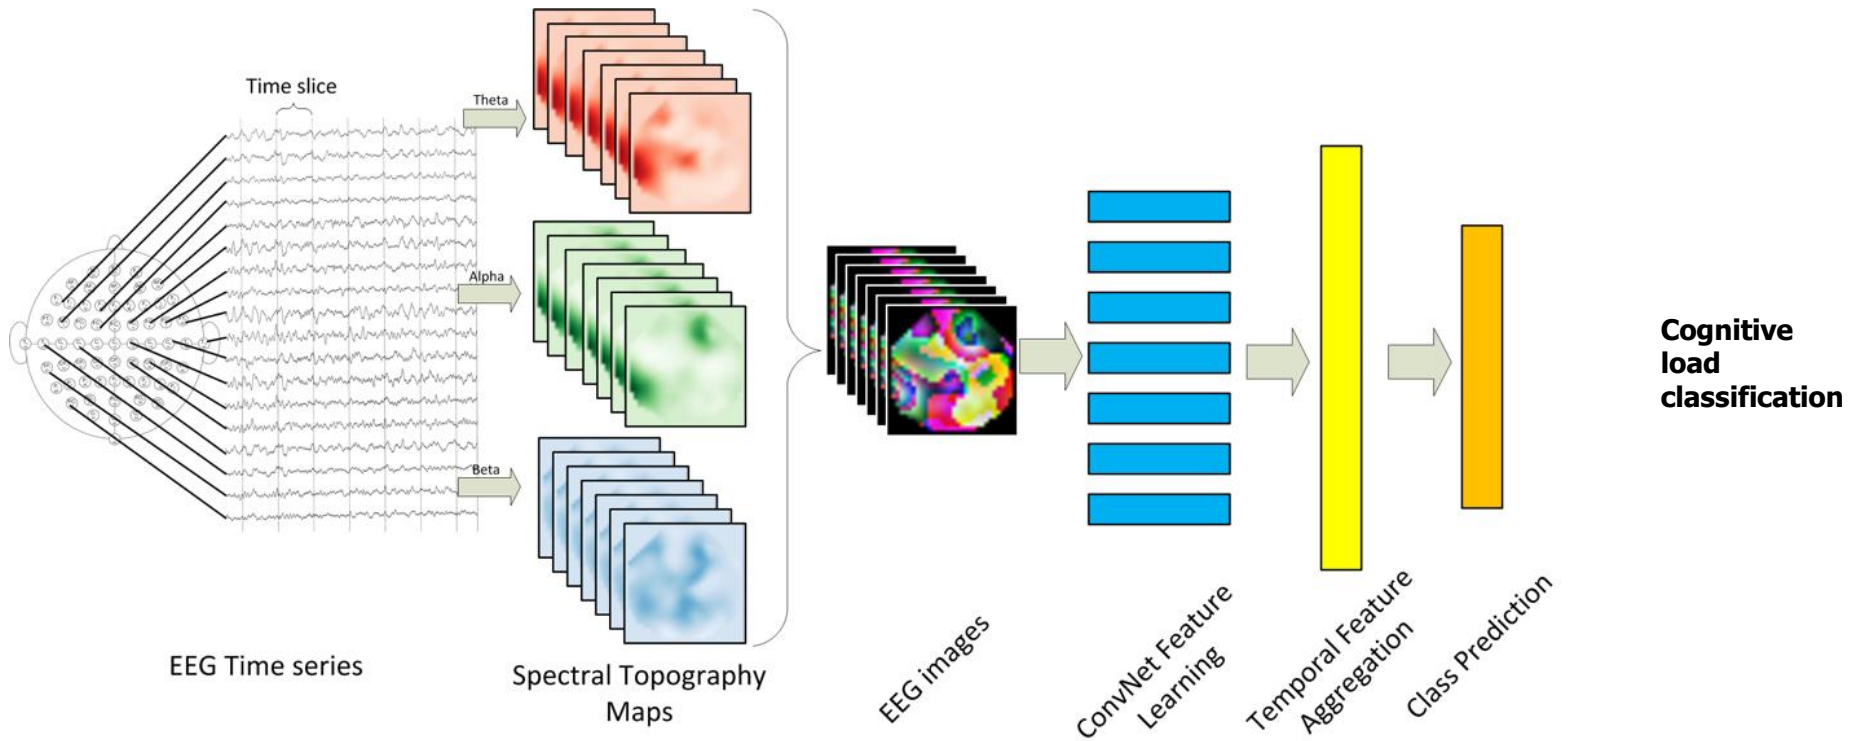 Time slice
Theta
Alpha
Beta
EEG Time series
Spectral Topography
Maps
EEG images
ConvNet Feature
Learning
Temporal Feature
Aggregation
Class Prediction
Cognitive
load
classification